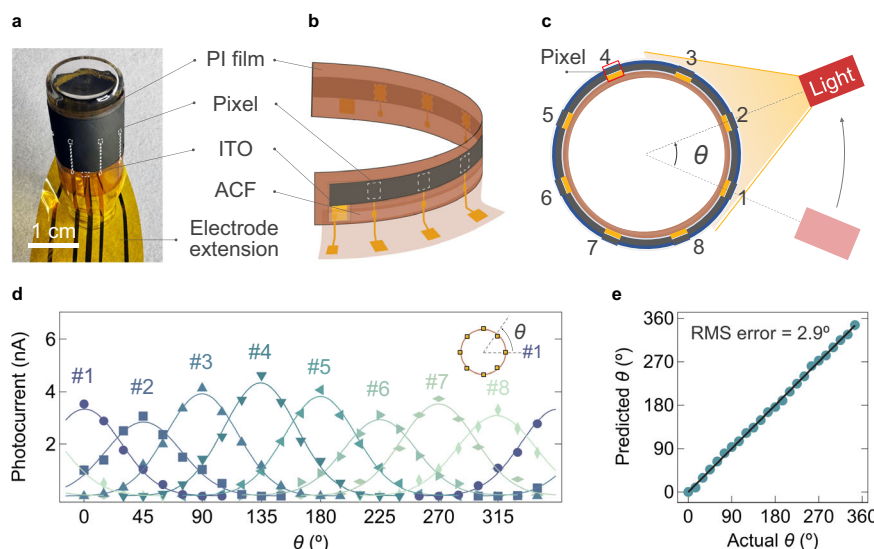 a
PI film
Pixel
ITO
ACF
Electrode
extension
1 cm
b
c
Pixel
4
3
2
1
5
6
7
8
θ
Light
d
Photocurrent (nA)
6
4
2
#1
#2
#3
#4
#5
#6
#7
#8
θ
#1
0
45
90
135
180
225
270
315
θ (º)
e
RMS error = 2.9º
Predicted θ (º)
360
270
180
90
0
0
90
180
270
360
Actual θ (º)